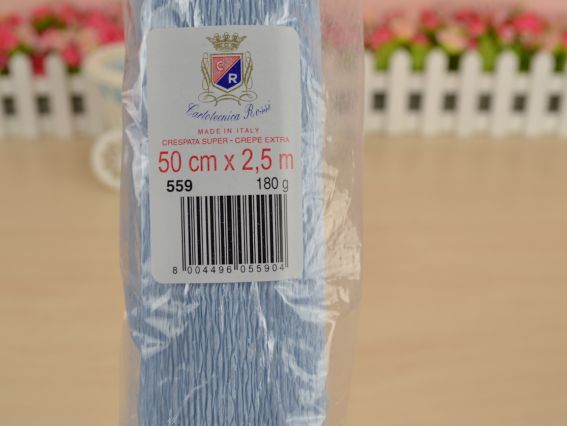 C R
Cartotecnica Rossi
MADE IN ITALY
CRESPATA SUPER - CREPE EXTRA
50 cm x 2,5 m
559 180 g
8 004496 055904